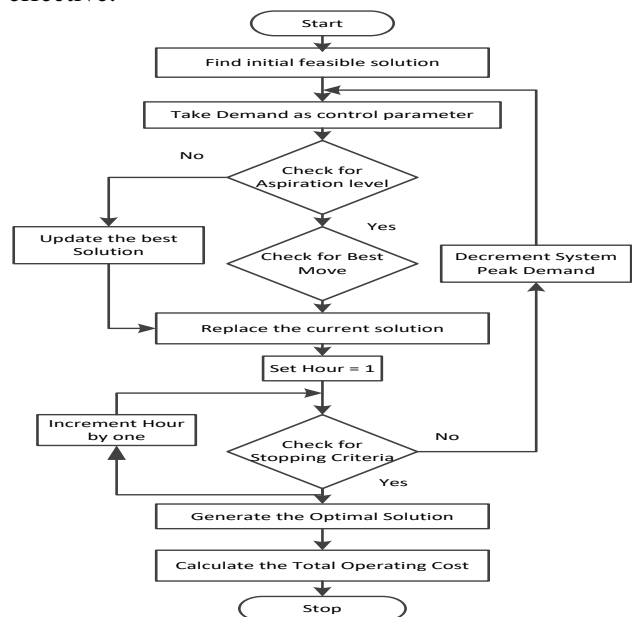 effective.
Start
Find initial feasible solution
Take Demand as control parameter
No
Check for
Aspiration level
Yes
Update the best
Solution
Check for Best
Move
Decrement System
Peak Demand
Replace the current solution
Set Hour = 1
Increment Hour
by one
Check for
Stopping Criteria
No
Yes
Generate the Optimal Solution
Calculate the Total Operating Cost
Stop